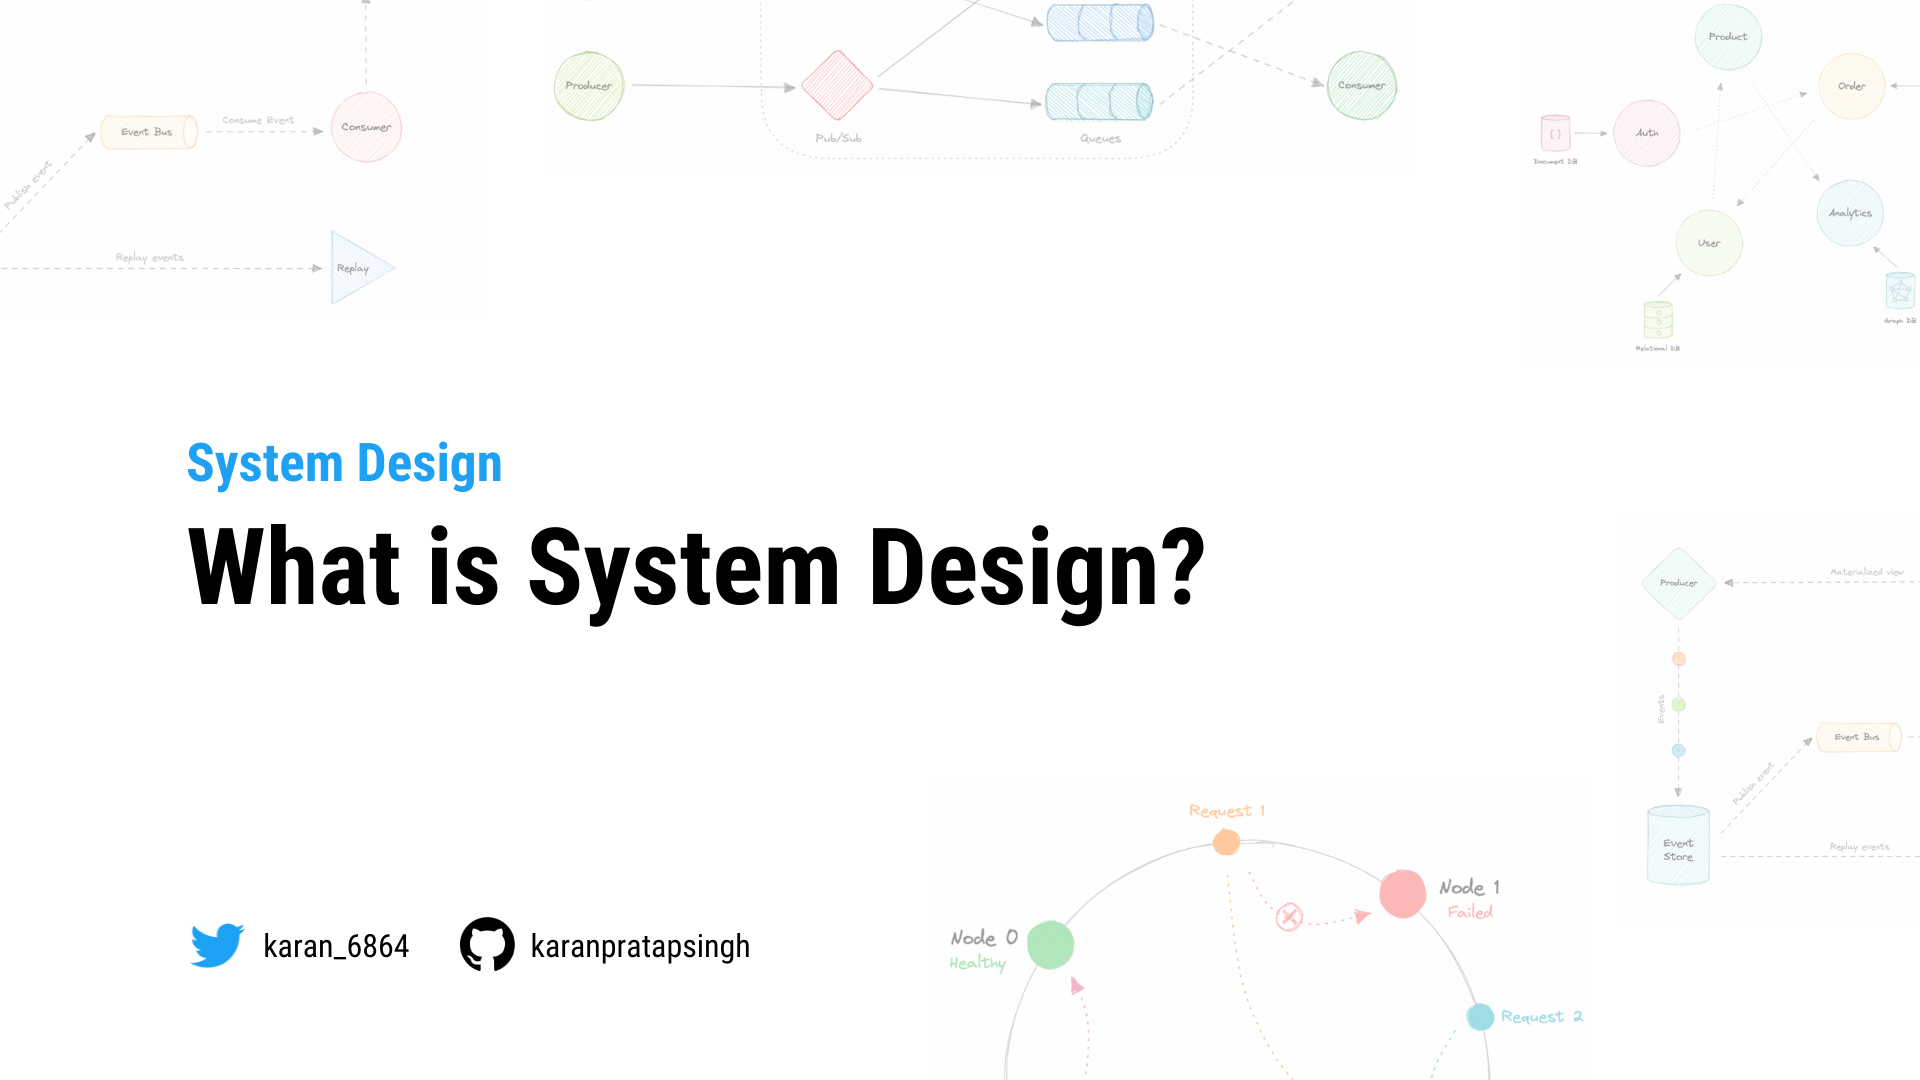 Producer
Pub/Sub
Queues
Consumer
Event Bus
Consume Event
Consumer
Publish event
Replay events
Replay
Product
Order
Auth
{ }
Document DB
Analytics
User
Graph DB
Relational DB
System Design
What is System Design?
Producer
Materialized view
Events
Event Bus
Publish event
Event
Store
Replay events
Request 1
Node 1
Failed
Node 0
Healthy
Request 2
karan_6864
karanpratapsingh